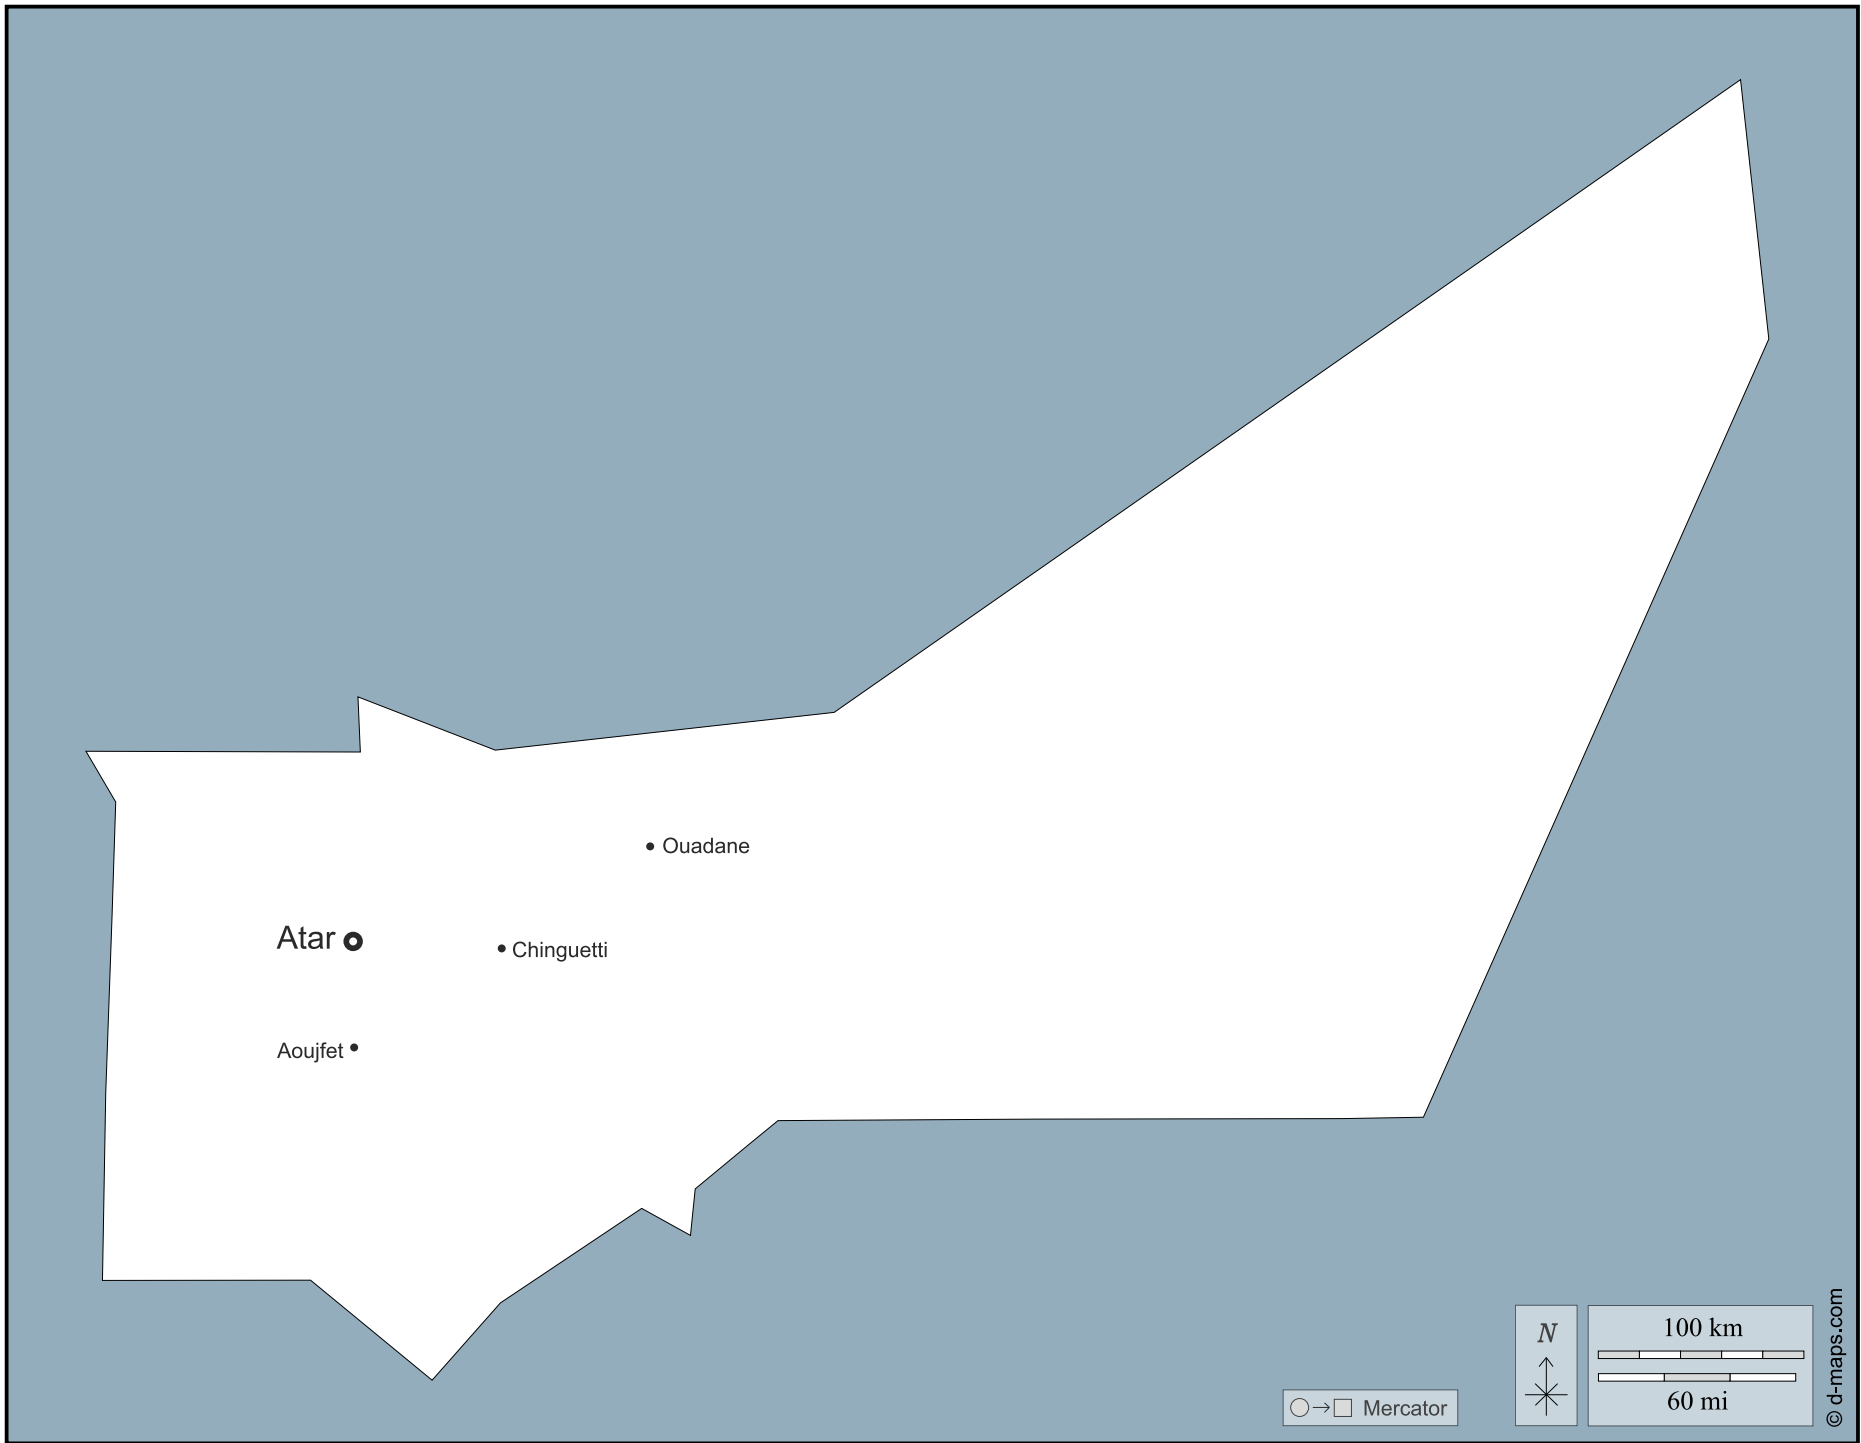 Ouadane
Atar
Chinguetti
Aoujfet
N
100 km
60 mi
Mercator
© d-maps.com